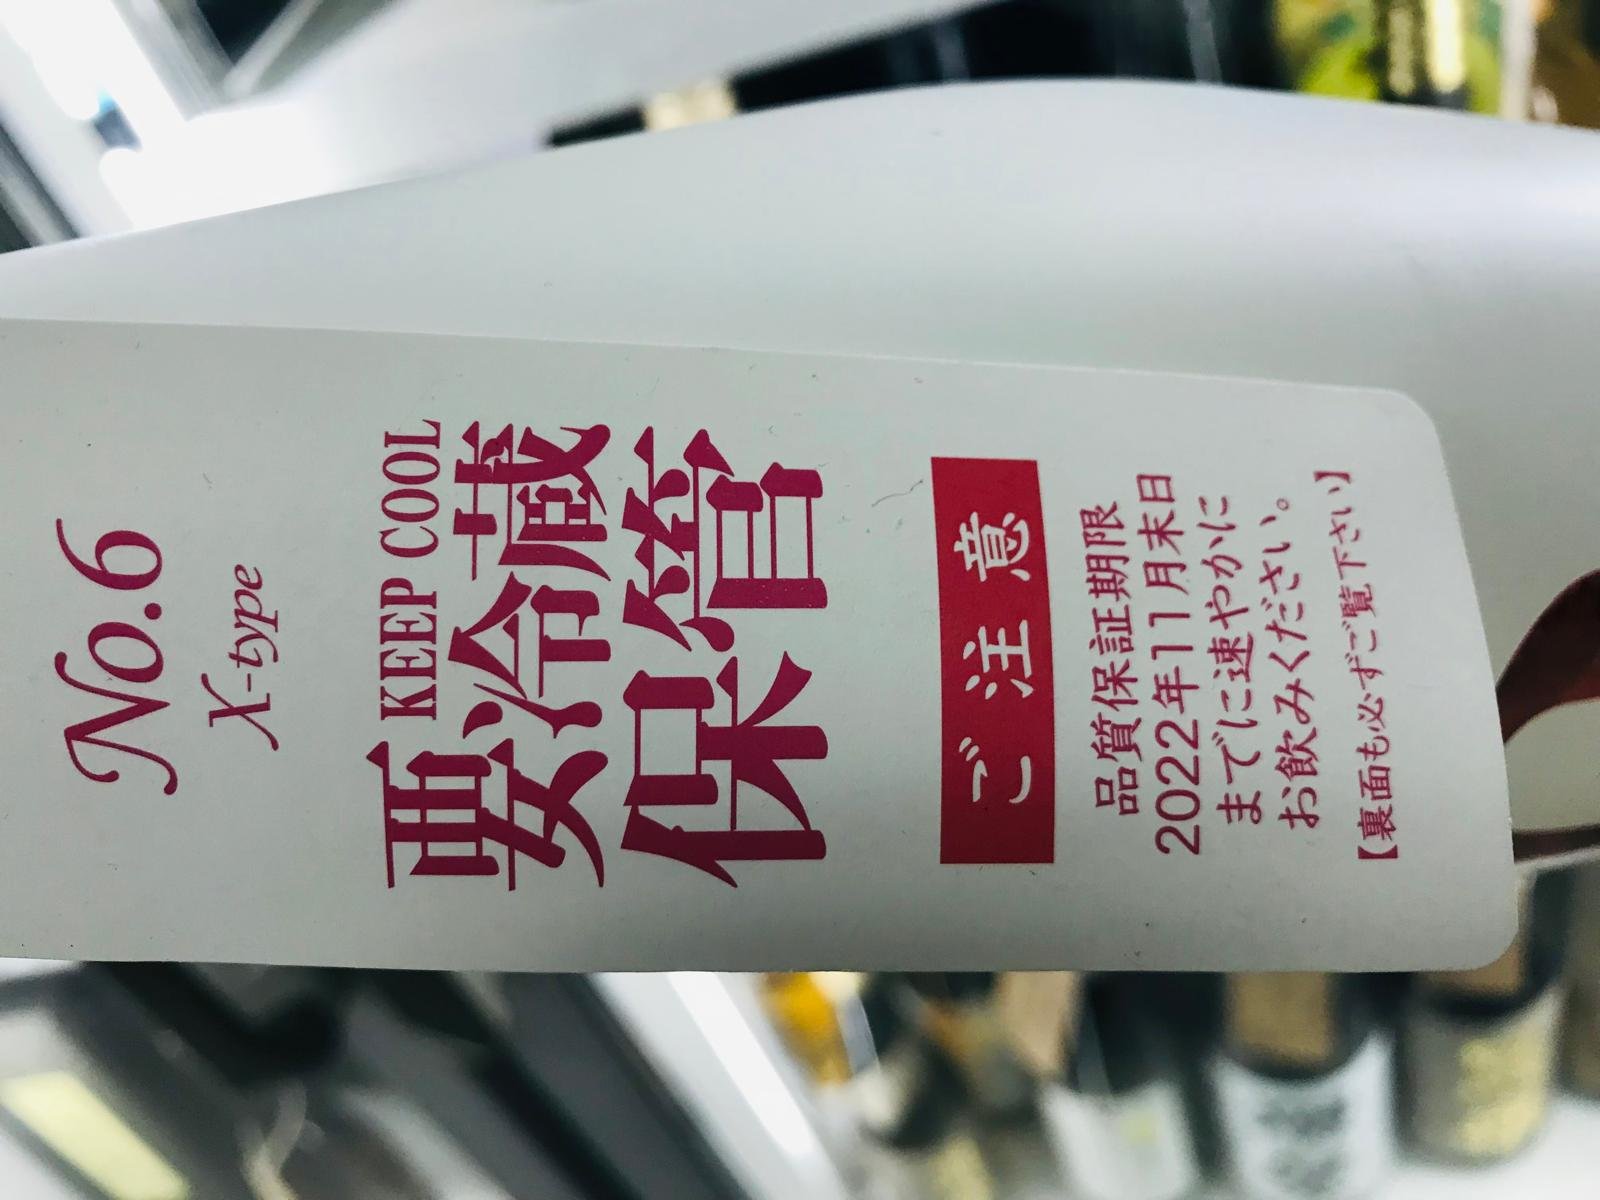 No.6
X-type
KEEP COOL
要冷蔵
保管
ご注意
品質保証期限
2022年11月末日
までに速やかに
お飲みください。
【裏面も必ずご覧下さい】